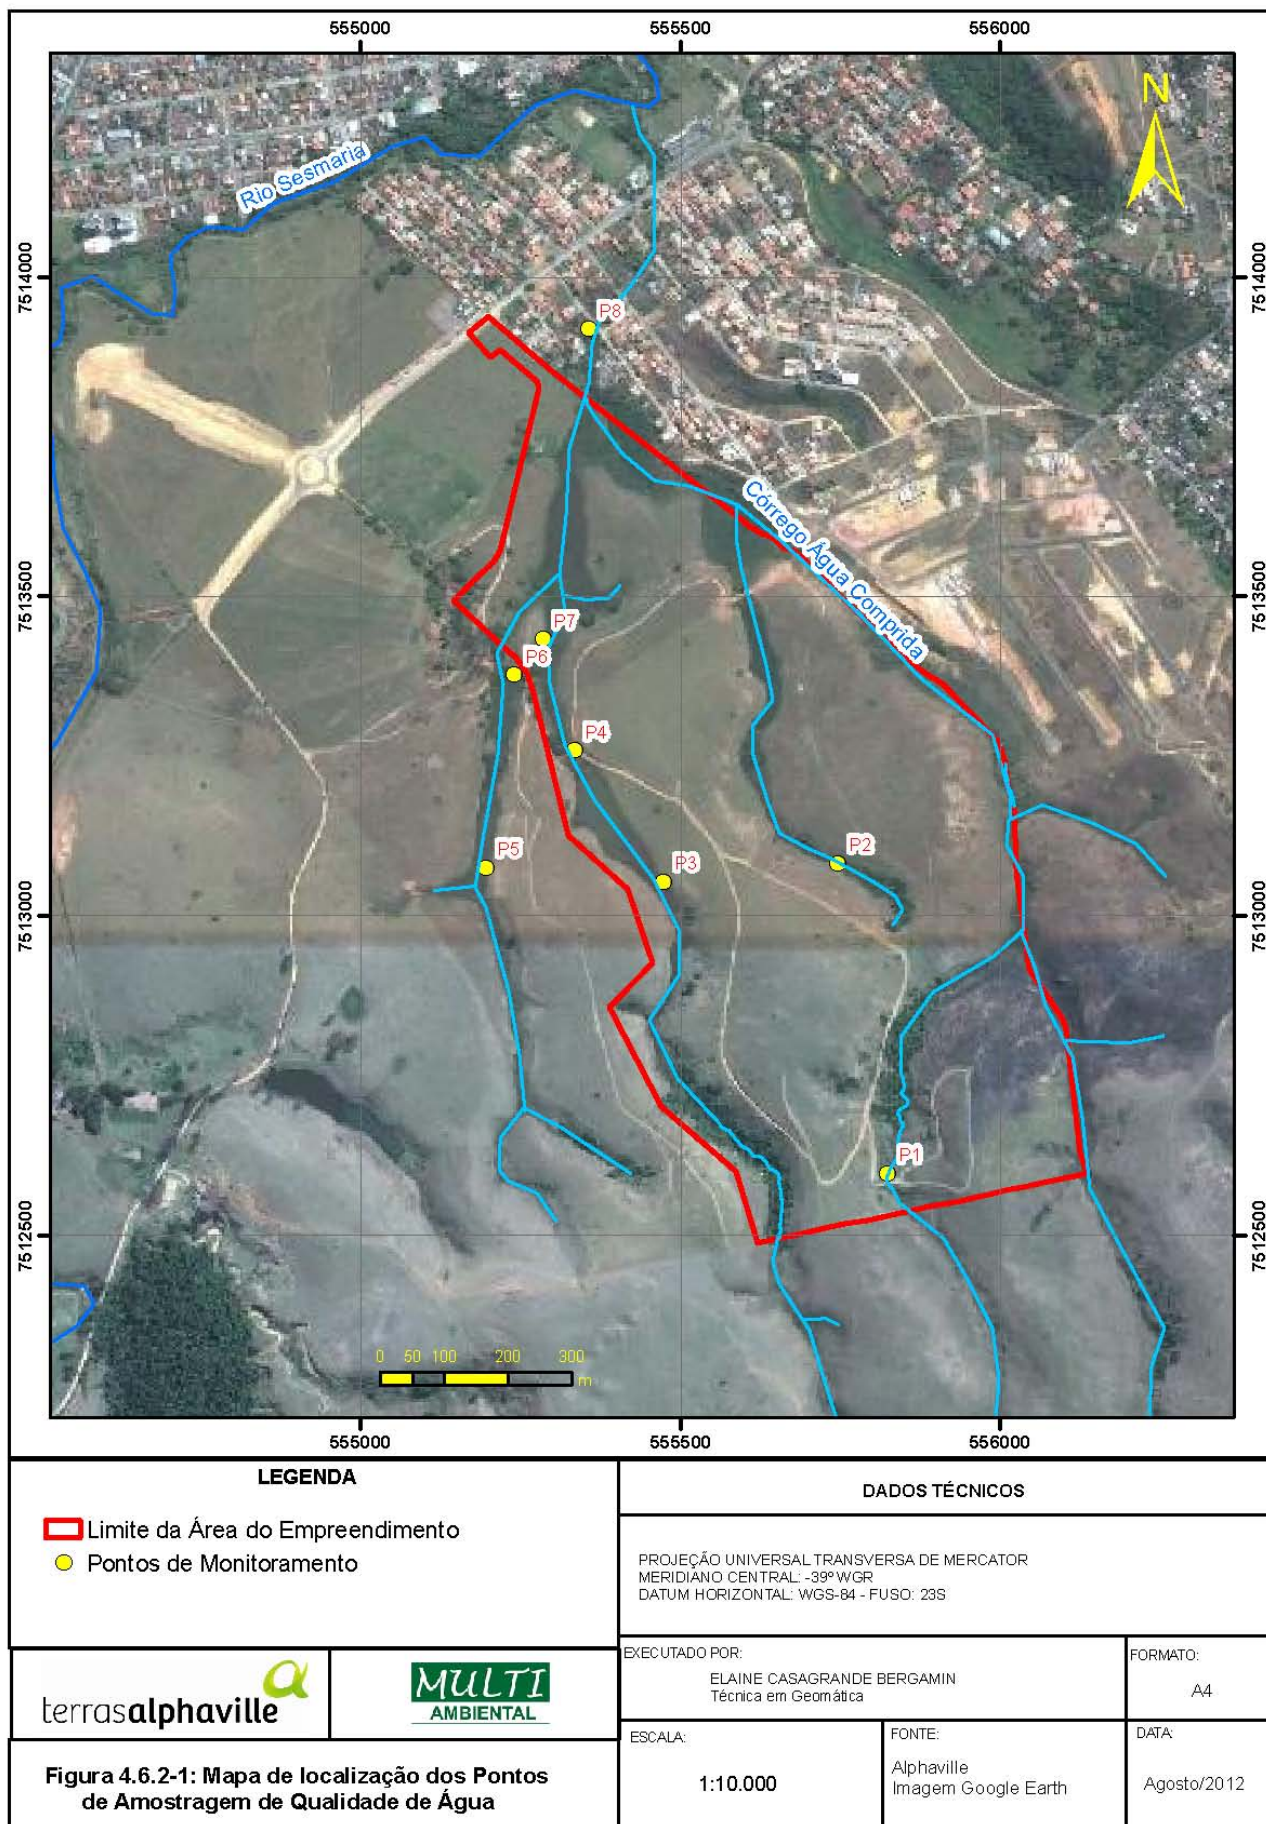 555000
555500
556000
N
Rio Sesmaria
7514000
7514000
P8
Córrego Água Comprida
7513500
7513500
P7
P6
P4
P5
P3
P2
7513000
7513000
P1
7512500
7512500
0 50 100 200 300
m
555000
555500
556000
LEGENDA
Limite da Área do Empreendimento
Pontos de Monitoramento
DADOS TÉCNICOS
PROJEÇÃO UNIVERSAL TRANSVERSA DE MERCATOR
MERIDIANO CENTRAL: -39º WGR
DATUM HORIZONTAL: WGS-84 - FUSO: 23S
terrasalphaville
MULTI
AMBIENTAL
EXECUTADO POR:
ELAINE CASAGRANDE BERGAMIN
Técnica em Geomática
FORMATO:
A4
ESCALA:
1:10.000
FONTE:
Alphaville
Imagem Google Earth
DATA:
Agosto/2012
Figura 4.6.2-1: Mapa de localização dos Pontos
de Amostragem de Qualidade de Água